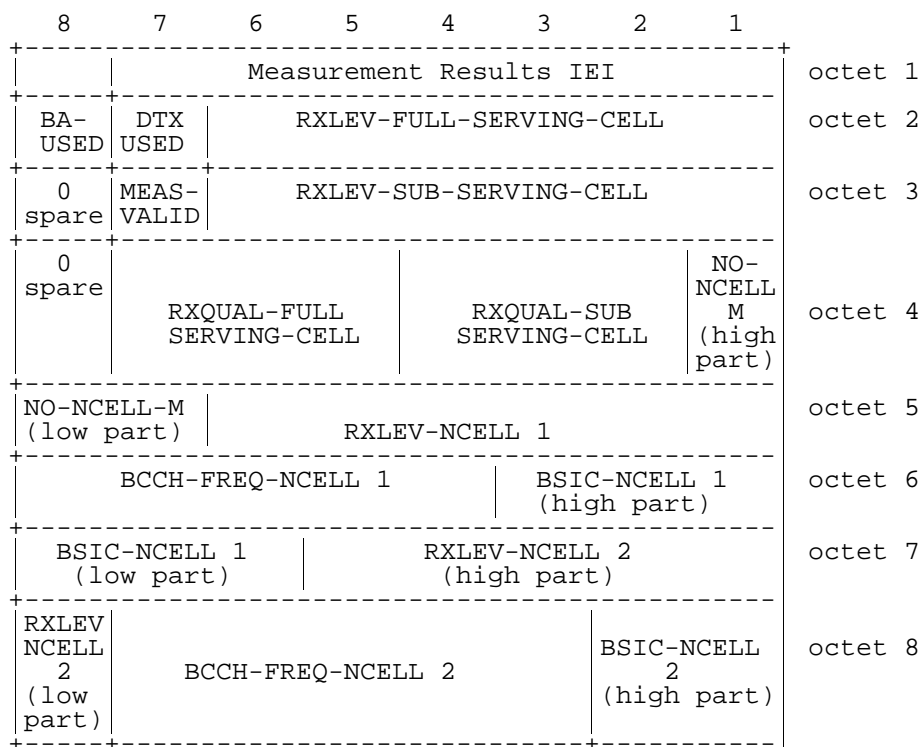 8 7 6 5 4 3 2 1
Measurement Results IEI octet 1
BA- DTX RXLEV-FULL-SERVING-CELL octet 2
USED USED
0 MEAS- RXLEV-SUB-SERVING-CELL octet 3
spare VALID
0 NO-
spare NCELL
RXQUAL-FULL RXQUAL-SUB M octet 4
SERVING-CELL SERVING-CELL (high
part)
NO-NCELL-M octet 5
(low part) RXLEV-NCELL 1
BCCH-FREQ-NCELL 1 BSIC-NCELL 1 octet 6
(high part)
BSIC-NCELL 1 RXLEV-NCELL 2 octet 7
(low part) (high part)
RXLEV
NCELL BSIC-NCELL octet 8
2 BCCH-FREQ-NCELL 2 2
(low (high part)
part)